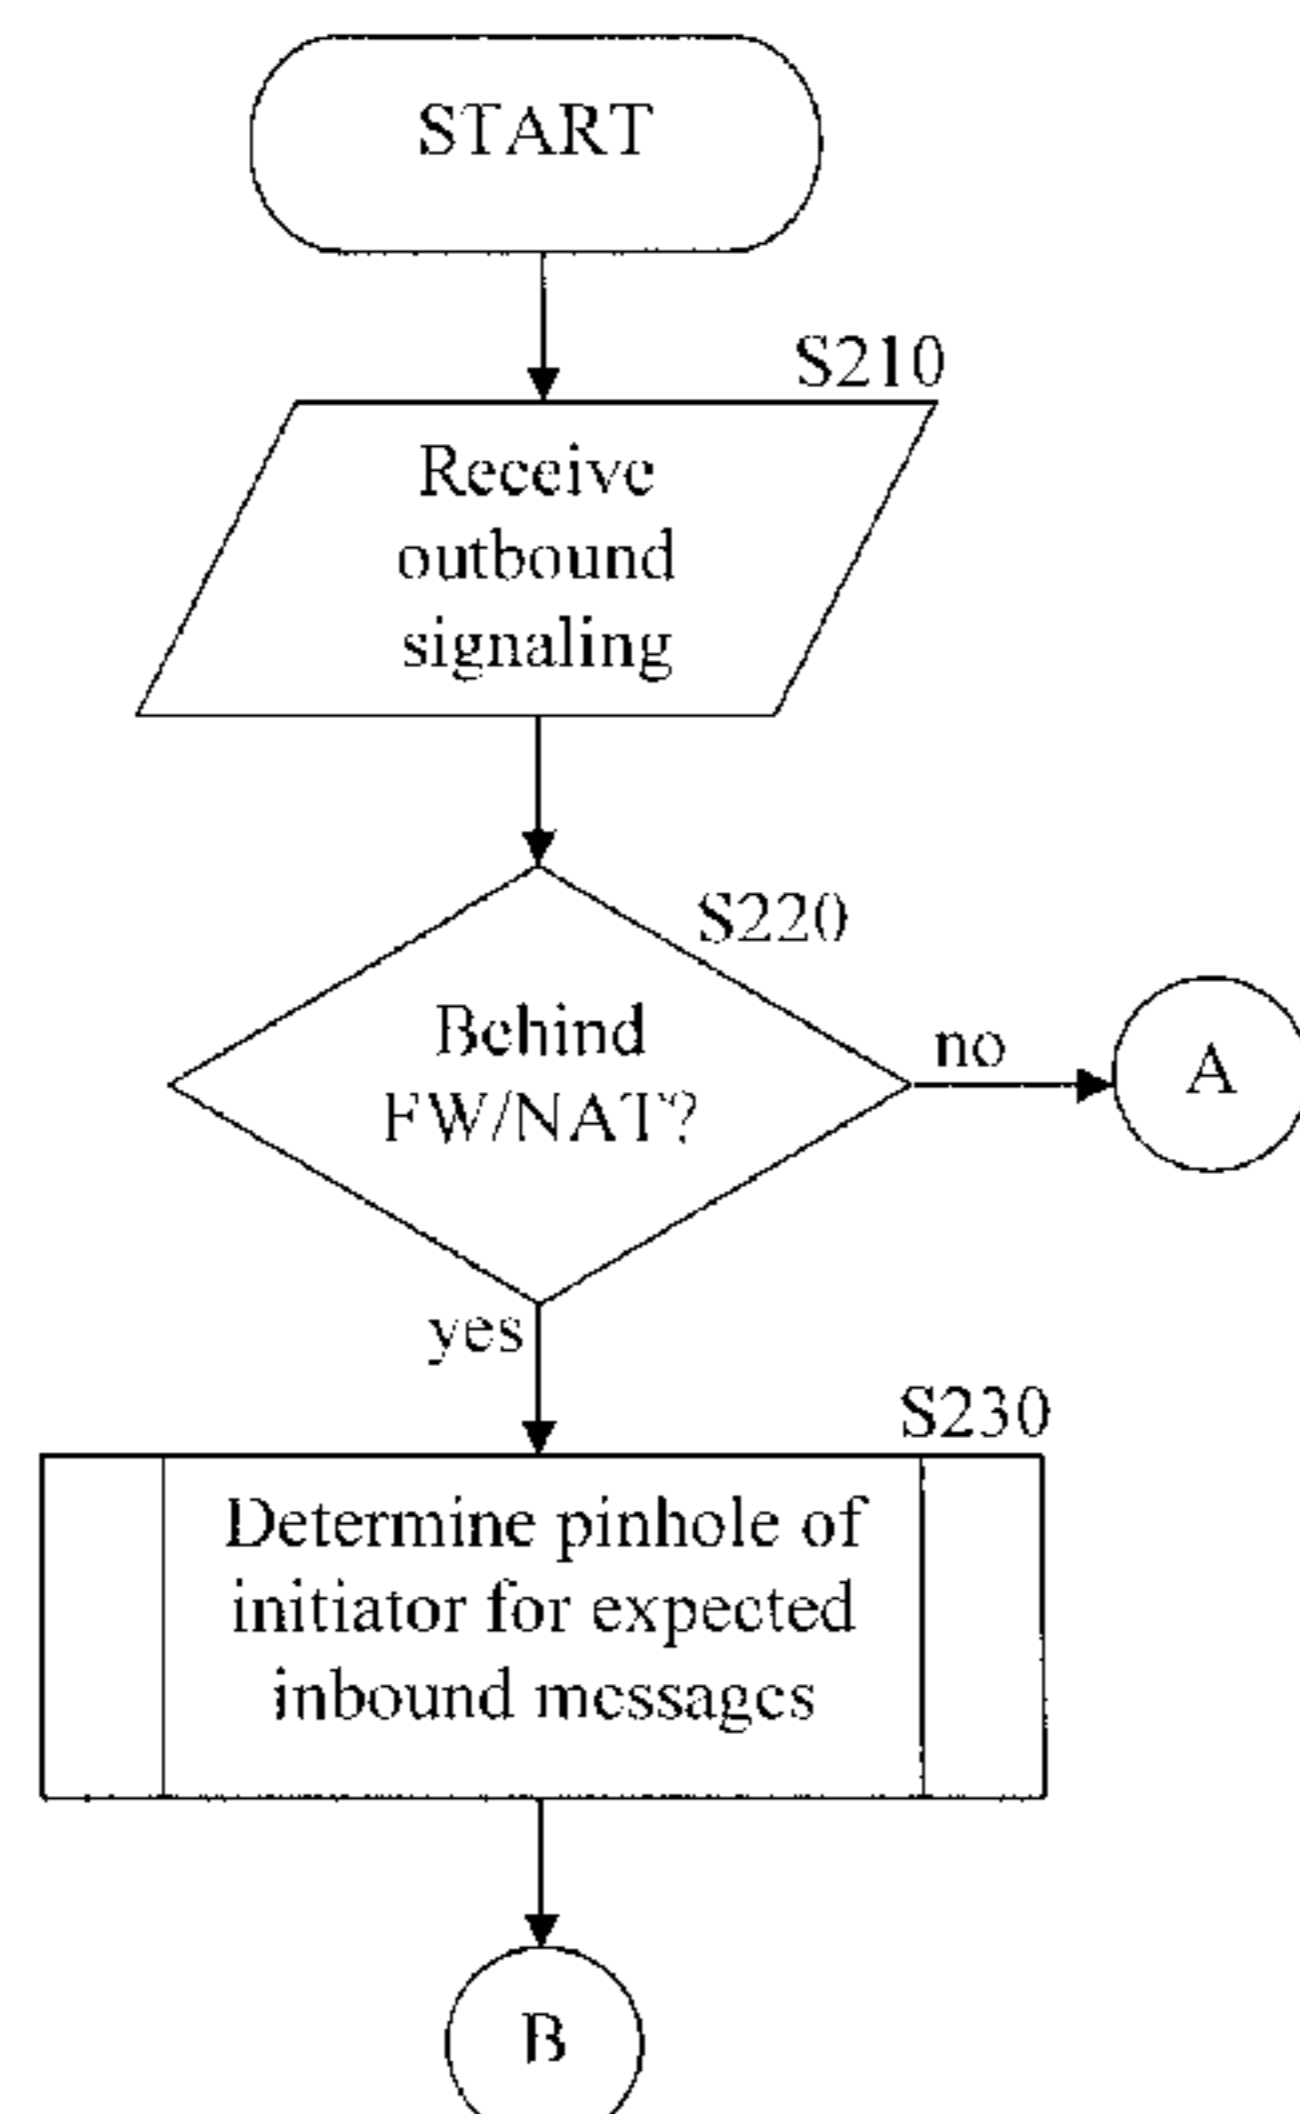 START
S210
Receive
outbound
signaling
S220
Behind
FW/NAT?
no
A
yes
S230
Determine pinhole of
initiator for expected
inbound messages
B